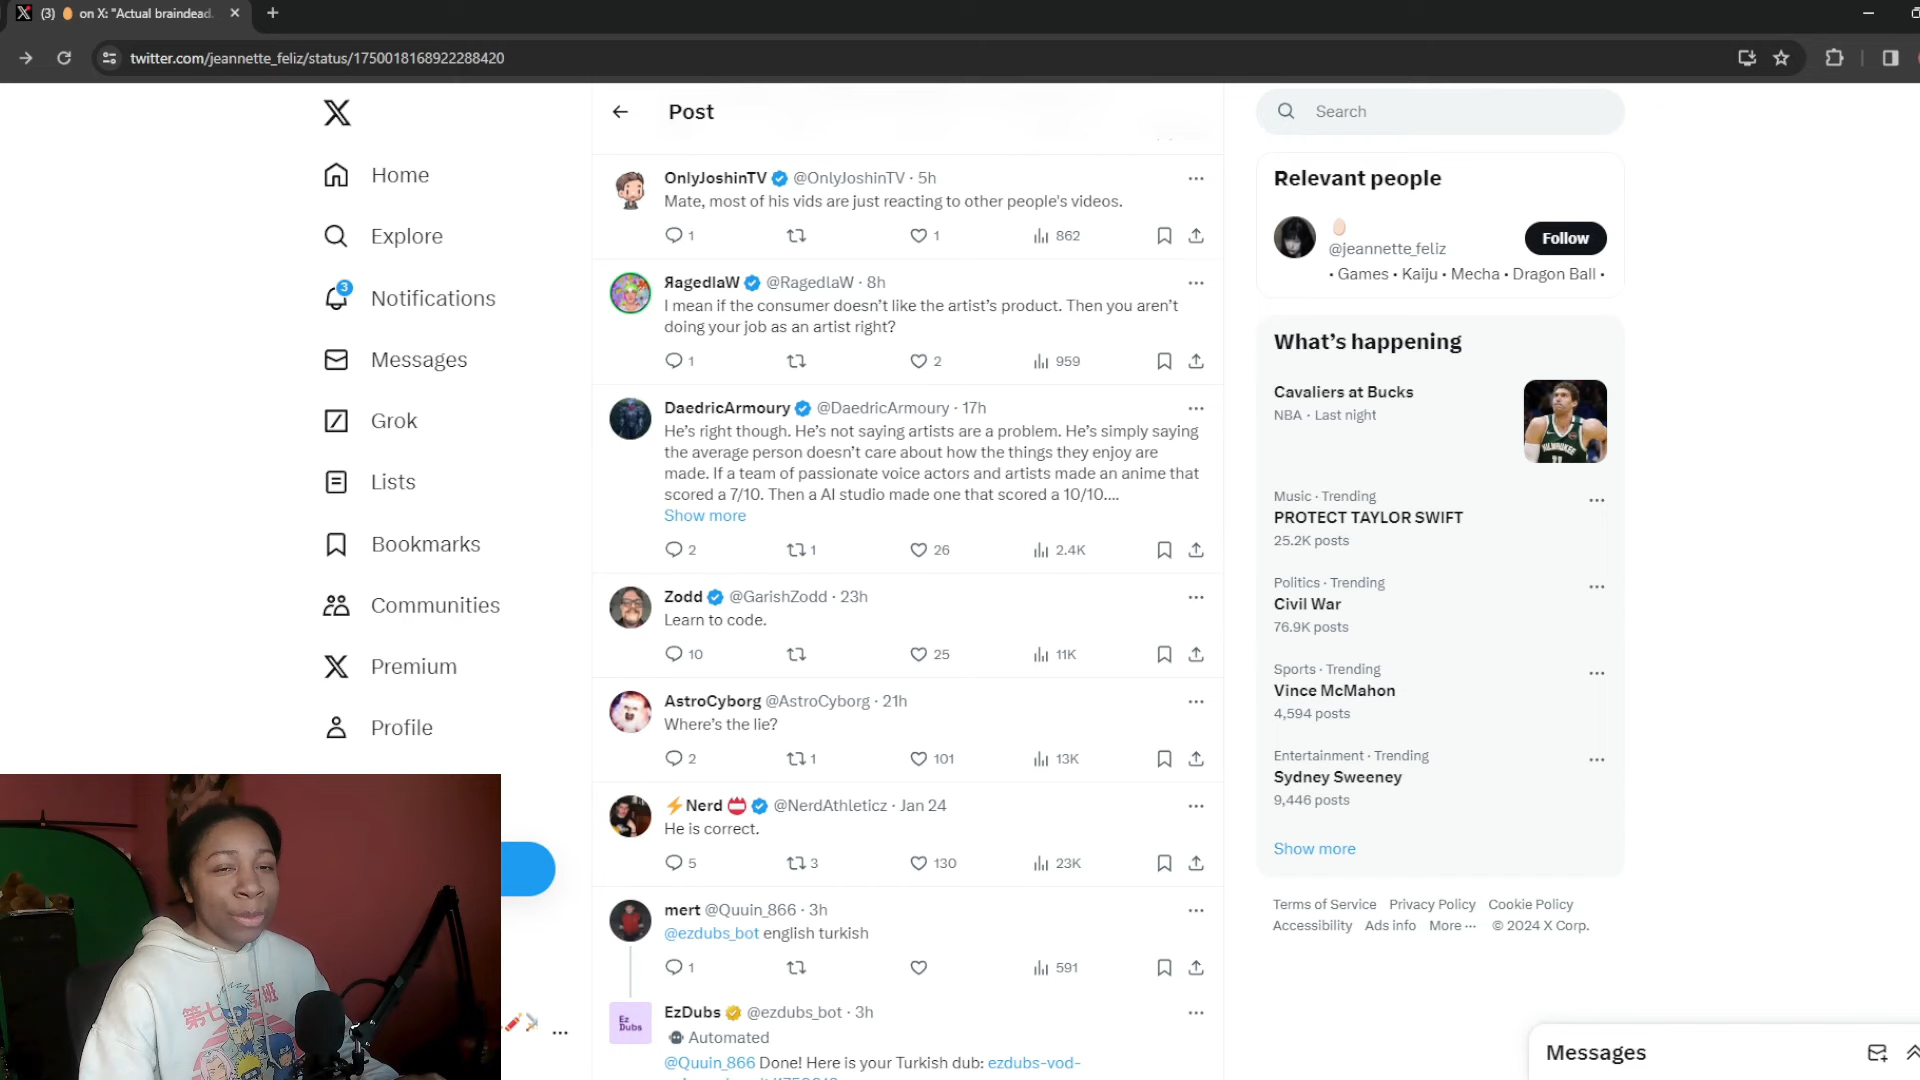 (3) 🥚 on X: "Actual braindead
twitter.com/jeannette_feliz/status/1750018168922288420
Home
Explore
3
Notifications
Messages
Grok
Lists
Bookmarks
Communities
Premium
Profile
Post
OnlyJoshinTV @OnlyJoshinTV · 5h
Mate, most of his vids are just reacting to other people's videos.
1 1 862
ЯagedlaW @RagedlaW · 8h
I mean if the consumer doesn't like the artist's product. Then you aren't
doing your job as an artist right?
1 2 959
DaedricArmoury @DaedricArmoury · 17h
He's right though. He's not saying artists are a problem. He's simply saying
the average person doesn't care about how the things they enjoy are
made. If a team of passionate voice actors and artists made an anime that
scored a 7/10. Then a AI studio made one that scored a 10/10....
Show more
2 1 26 2.4K
Zodd @GarishZodd · 23h
Learn to code.
10 25 11K
AstroCyborg @AstroCyborg · 21h
Where's the lie?
2 1 101 13K
⚡Nerd 📛 @NerdAthleticz · Jan 24
He is correct.
5 3 130 23K
mert @Quuin_866 · 3h
@ezdubs_bot english turkish
1 591
Ez
Dubs
EzDubs @ezdubs_bot · 3h
Automated
@Quuin_866 Done! Here is your Turkish dub: ezdubs-vod-
Search
Relevant people
🥚
@jeannette_feliz
Follow
• Games • Kaiju • Mecha • Dragon Ball •
What's happening
Cavaliers at Bucks
NBA · Last night
Music · Trending
PROTECT TAYLOR SWIFT
25.2K posts
Politics · Trending
Civil War
76.9K posts
Sports · Trending
Vince McMahon
4,594 posts
Entertainment · Trending
Sydney Sweeney
9,446 posts
Show more
Terms of Service Privacy Policy Cookie Policy
Accessibility Ads info More ··· © 2024 X Corp.
Messages